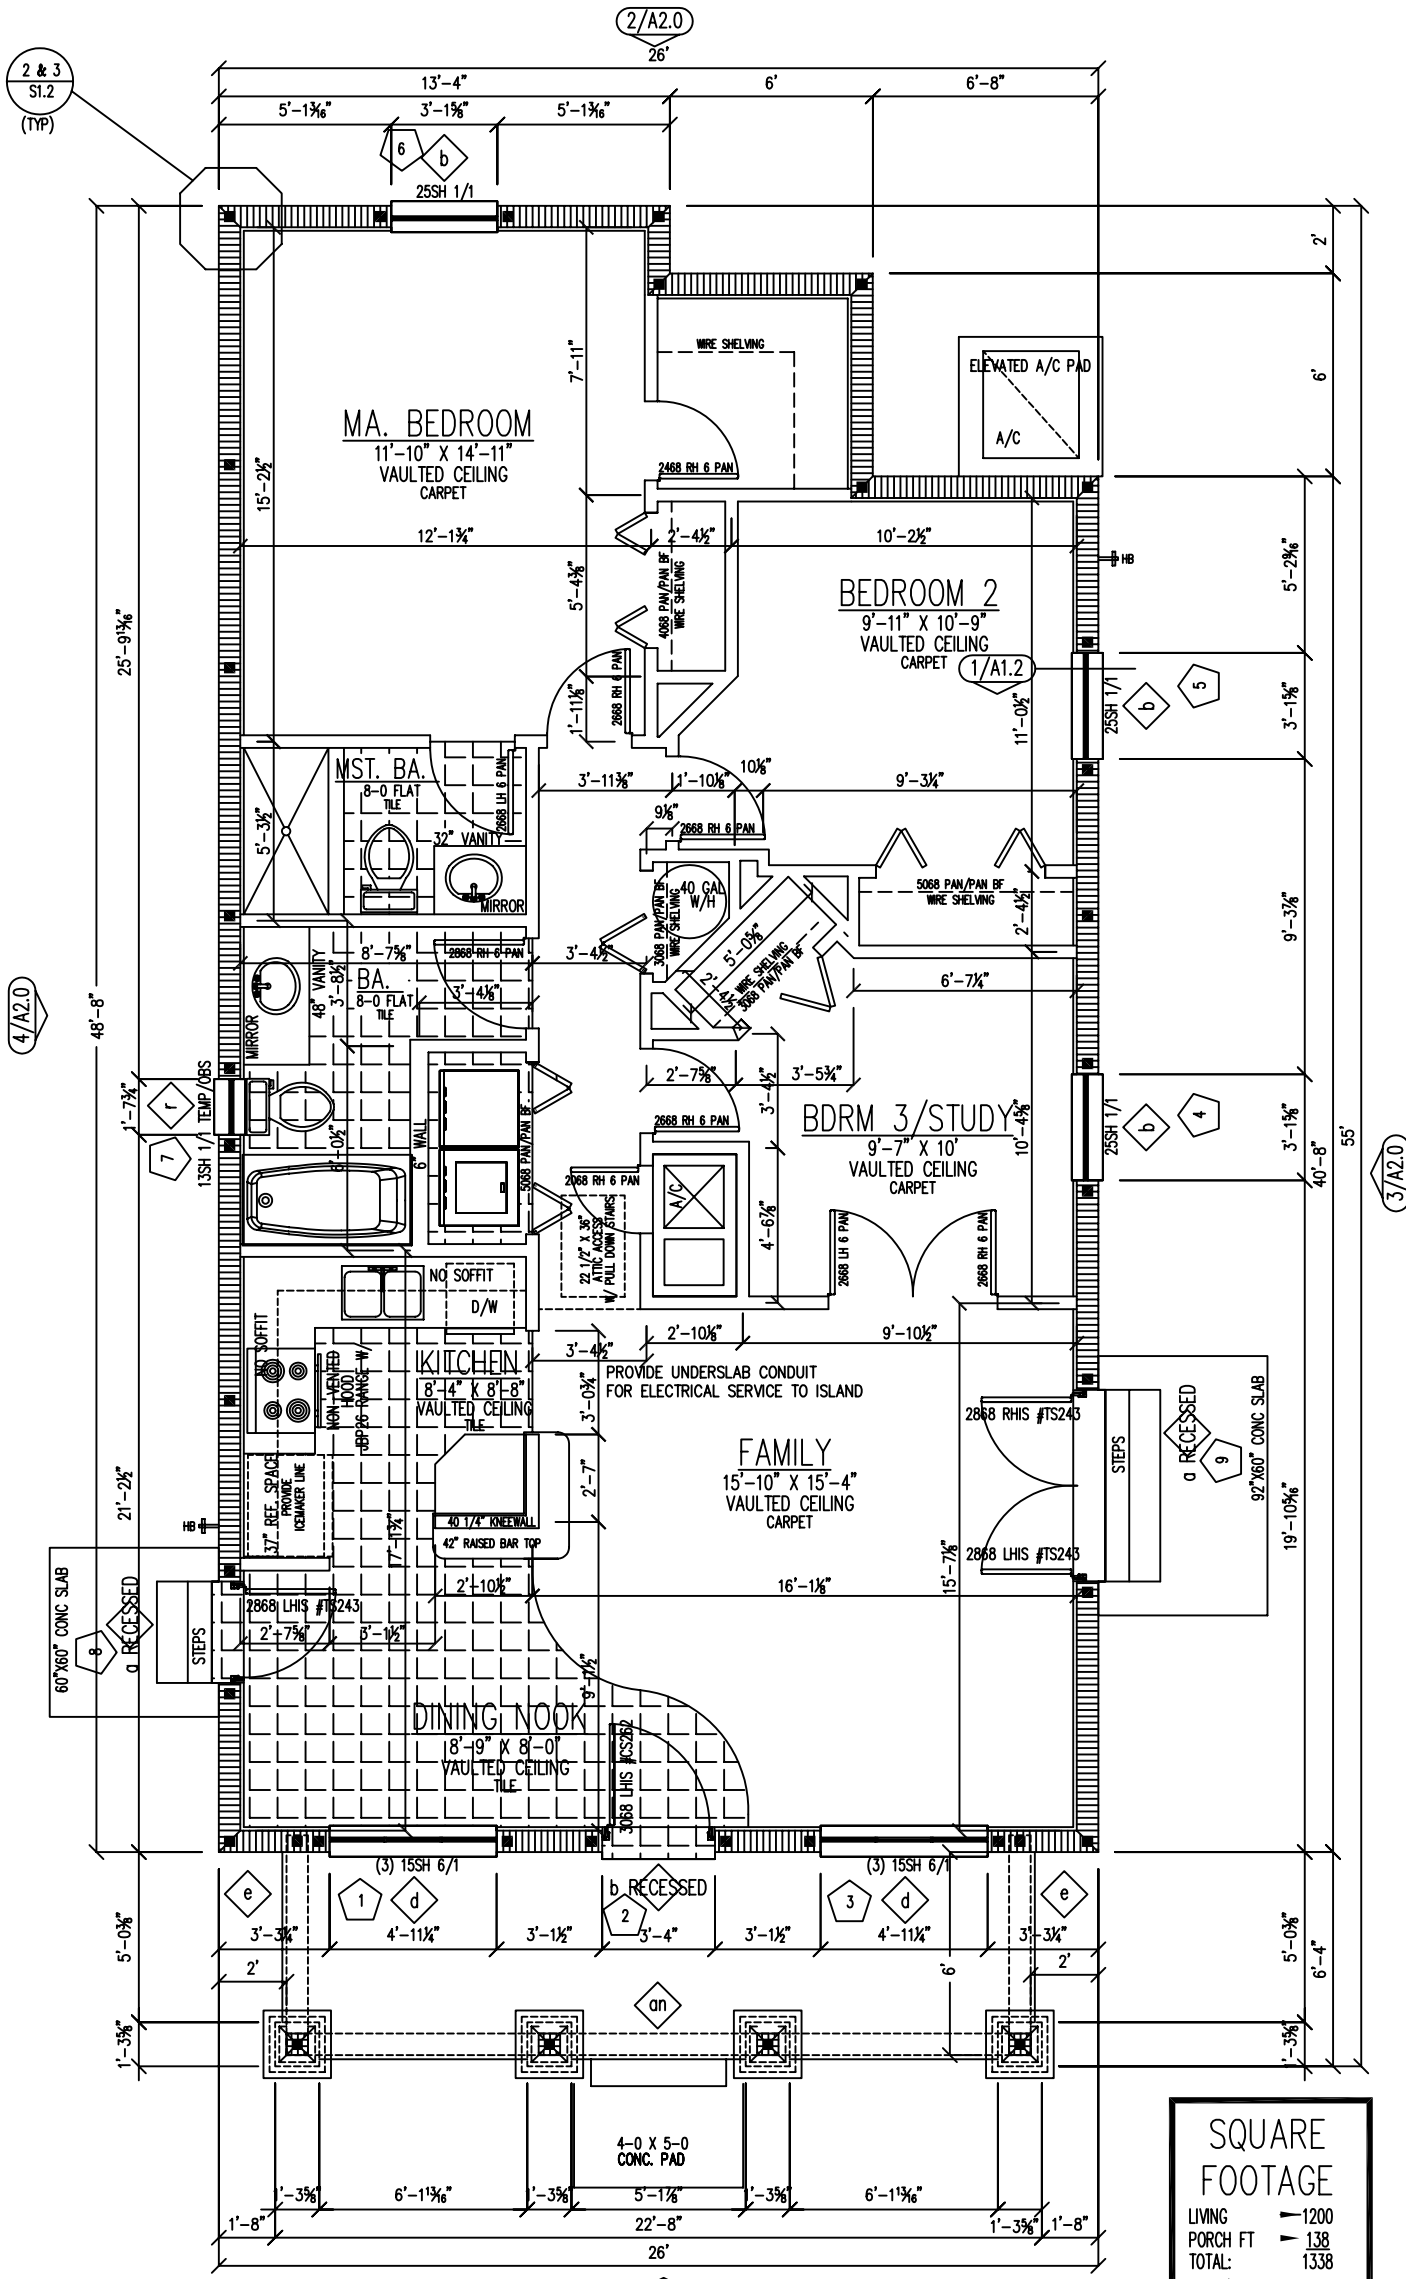 2/A2.0
26'
2 & 3
S1.2
(TYP)
13'-4"
6'
6'-8"
5'-1 3/16"
3'-1 5/8"
5'-1 3/16"
6
b
25SH 1/1
2'
6'
WIRE SHELVING
ELEVATED A/C PAD
A/C
7'-11"
MA. BEDROOM
11'-10" X 14'-11"
VAULTED CEILING
CARPET
15'-2 1/2"
2468 RH 6 PAN
12'-1 3/4"
2'-4 1/2"
10'-2 1/2"
HB
5'-2 9/16"
5'-4 3/8"
4068 PAN/PAN BF
WIRE SHELVING
BEDROOM 2
9'-11" X 10'-9"
VAULTED CEILING
CARPET
1/A1.2
25'-9 13/16"
2668 RH 6 PAN
1'-11 1/8"
11'-0 1/2"
25SH 1/1
b
5
3'-1 5/8"
MST. BA.
8-0 FLAT
TILE
2668 LH 6 PAN
3'-11 3/8"
1'-10 1/8"
10 1/8"
9'-3 1/4"
9 1/8"
2668 RH 6 PAN
5'-3 1/2"
32" VANITY
MIRROR
40 GAL
W/H
3068 PAN/PAN BF
WIRE SHELVING
5068 PAN/PAN BF
WIRE SHELVING
2'-4 1/2"
9'-3 7/8"
8'-7 5/8"
2868 RH 6 PAN
3'-4 1/2"
5'-0 5/8"
2'-4 1/2"
WIRE SHELVING
3068 PAN/PAN BF
6'-7 1/4"
4/A2.0
48'-8"
48" VANITY
3'-8 1/2"
BA.
8-0 FLAT
TILE
3'-4 1/8"
MIRROR
1'-7 3/4"
r
7
13SH 1/1 TEMP/OBS
2'-7 5/8"
3'-5 3/4"
3'-4 1/2"
2668 RH 6 PAN
BDRM 3/STUDY
9'-7" X 10'
VAULTED CEILING
CARPET
10'-4 5/8"
25SH 1/1
b
4
3'-1 5/8"
40'-8"
55'
3/A2.0
6" WALL
6'-0 1/2"
5068 PAN/PAN BF
2068 RH 6 PAN
A/C
22 1/2" X 36"
ATTIC ACCESS
W/ PULL DOWN STAIRS
4'-6 7/8"
2668 LH 6 PAN
2668 RH 6 PAN
NO SOFFIT
D/W
NO SOFFIT
2'-10 1/8"
9'-10 1/2"
3'-4 1/2"
NON-VENTED
HOOD
JBP26 RANGE W/
KITCHEN
8'-4" X 8'-8"
VAULTED CEILING
TILE
PROVIDE UNDERSLAB CONDUIT
FOR ELECTRICAL SERVICE TO ISLAND
3'-0 3/4"
2868 RHIS #TS243
STEPS
a RECESSED
9
92"X60" CONC SLAB
FAMILY
15'-10" X 15'-4"
VAULTED CEILING
CARPET
21'-2 1/2"
HB
37" REF. SPACE
PROVIDE
ICEMAKER LINE
17'-1 3/4"
40 1/4" KNEEWALL
42" RAISED BAR TOP
2'-7"
2868 LHIS #TS243
19'-10 5/16"
15'-7 1/8"
60"X60" CONC SLAB
8
a RECESSED
STEPS
2868 LHIS #TS243
2'-7 5/8"
3'-1 1/2"
2'-10 1/2"
16'-1 1/8"
9'-1 1/2"
DINING NOOK
8'-9" X 8'-0"
VAULTED CEILING
TILE
3068 LHIS #CS262
(3) 15SH 6/1
b RECESSED
(3) 15SH 6/1
e
1
d
2
3
d
e
3'-3 1/4"
4'-11 1/4"
3'-1 1/2"
3'-4"
3'-1 1/2"
4'-11 1/4"
3'-3 1/4"
2'
6'
2'
5'-0 3/8"
5'-0 3/8"
6'-4"
an
1'-3 5/8"
1'-3 5/8"
4-0 X 5-0
CONC. PAD
1'-3 5/8"
6'-1 13/16"
1'-3 5/8"
5'-1 7/8"
1'-3 5/8"
6'-1 13/16"
1'-3 5/8"
1'-8"
22'-8"
1'-8"
26'
SQUARE
FOOTAGE
LIVING 1200
PORCH FT 138
TOTAL: 1338